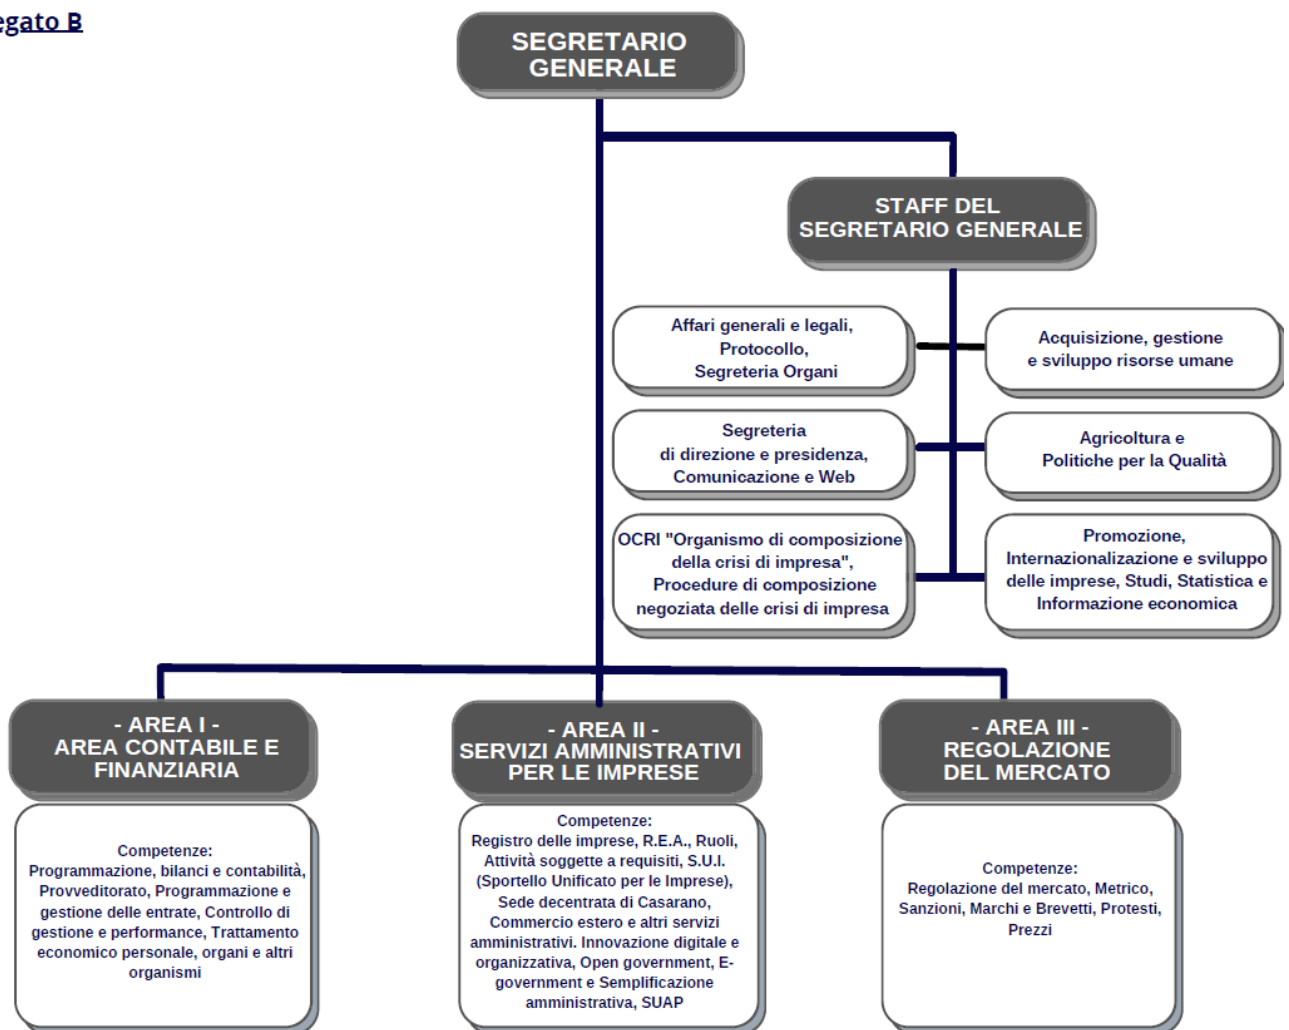 egato B
SEGRETARIO
GENERALE
STAFF DEL
SEGRETARIO GENERALE
Affari generali e legali,
Protocollo,
Segreteria Organi
Acquisizione, gestione
e sviluppo risorse umane
Segreteria
di direzione e presidenza,
Comunicazione e Web
Agricoltura e
Politiche per la Qualità
OCRI "Organismo di composizione
della crisi di impresa",
Procedure di composizione
negoziata delle crisi di impresa
Promozione,
Internazionalizazione e sviluppo
delle imprese, Studi, Statistica e
Informazione economica
- AREA I -
AREA CONTABILE E
FINANZIARIA
Competenze:
Programmazione, bilanci e contabilità,
Provveditorato, Programmazione e
gestione delle entrate, Controllo di
gestione e performance, Trattamento
economico personale, organi e altri
organismi
- AREA II -
SERVIZI AMMINISTRATIVI
PER LE IMPRESE
Competenze:
Registro delle imprese, R.E.A., Ruoli,
Attività soggette a requisiti, S.U.I.
(Sportello Unificato per le Imprese),
Sede decentrata di Casarano,
Commercio estero e altri servizi
amministrativi. Innovazione digitale e
organizzativa, Open government, E-
government e Semplificazione
amministrativa, SUAP
- AREA III -
REGOLAZIONE
DEL MERCATO
Competenze:
Regolazione del mercato, Metrico,
Sanzioni, Marchi e Brevetti, Protesti,
Prezzi